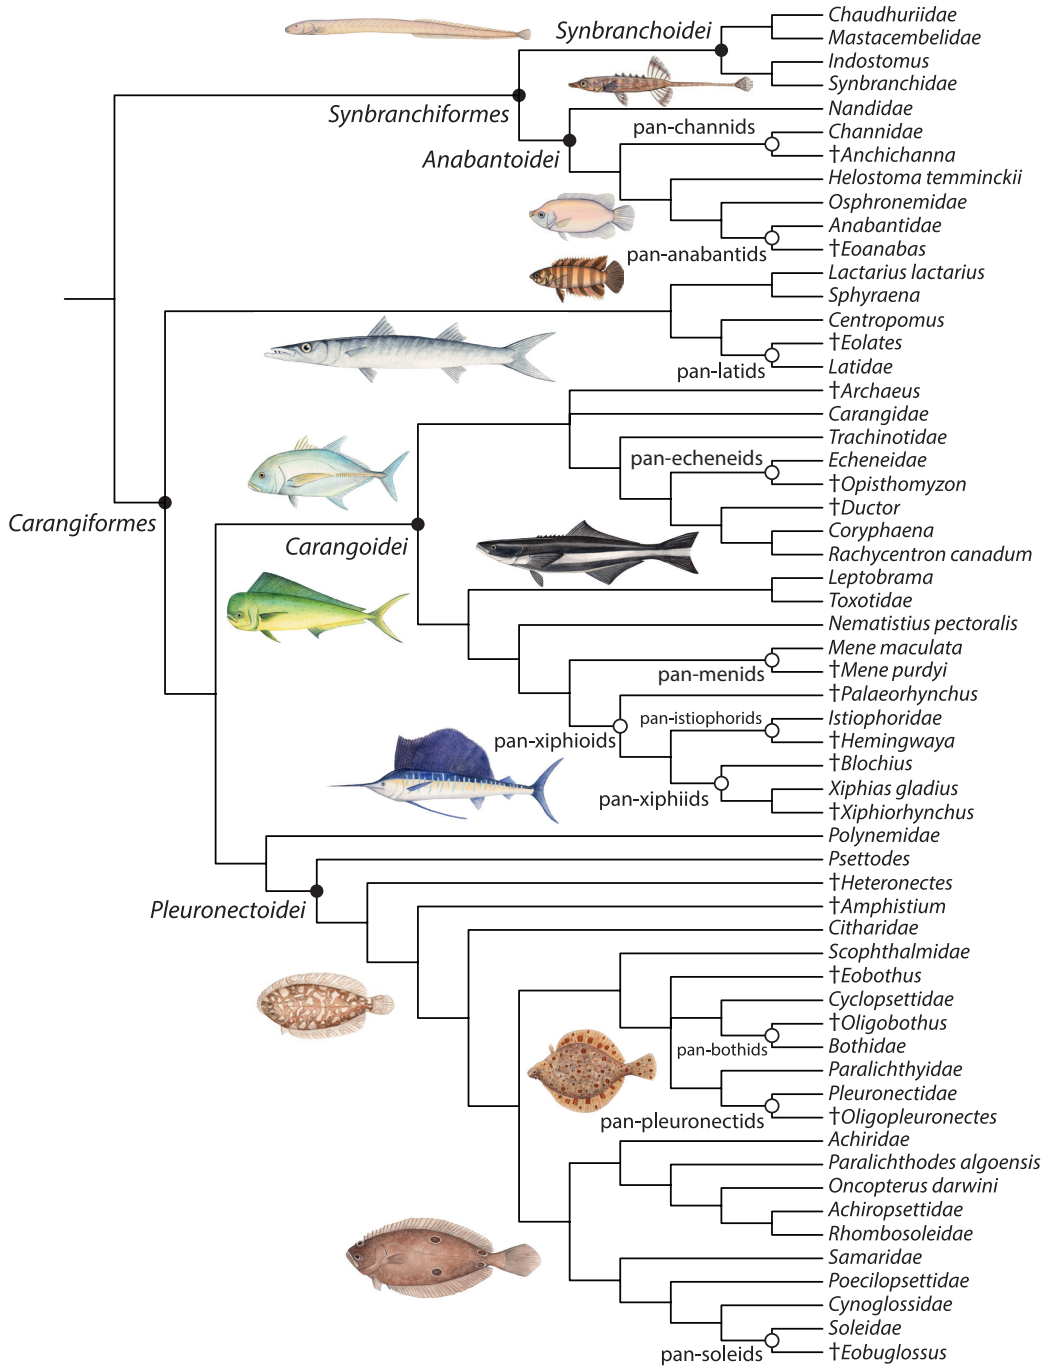 Chaudhuriidae
Synbranchoidei
Mastacembelidae
Indostomus
Synbranchidae
Synbranchiformes
Nandidae
pan-channids
Channidae
Anabantoidei
†Anchichanna
Helostoma temminckii
Osphronemidae
Anabantidae
pan-anabantids
†Eoanabas
Lactarius lactarius
Sphyraena
Centropomus
†Eolates
pan-latids
Latidae
†Archaeus
Carangidae
Trachinotidae
pan-echeneids
Echeneidae
†Opisthomyzon
†Ductor
Carangiformes
Coryphaena
Carangoidei
Rachycentron canadum
Leptobrama
Toxotidae
Nematistius pectoralis
Mene maculata
pan-menids
†Mene purdyi
†Palaeorhynchus
pan-istiophorids
Istiophoridae
pan-xiphioids
†Hemingwaya
†Blochius
Xiphias gladius
pan-xiphiids
†Xiphiorhynchus
Polynemidae
Psettodes
†Heteronectes
Pleuronectoidei
†Amphistium
Citharidae
Scophthalmidae
†Eobothus
Cyclopsettidae
†Oligobothus
pan-bothids
Bothidae
Paralichthyidae
Pleuronectidae
pan-pleuronectids
†Oligopleuronectes
Achiridae
Paralichthodes algoensis
Oncopterus darwini
Achiropsettidae
Rhombosoleidae
Samaridae
Poecilopsettidae
Cynoglossidae
Soleidae
pan-soleids
†Eobuglossus